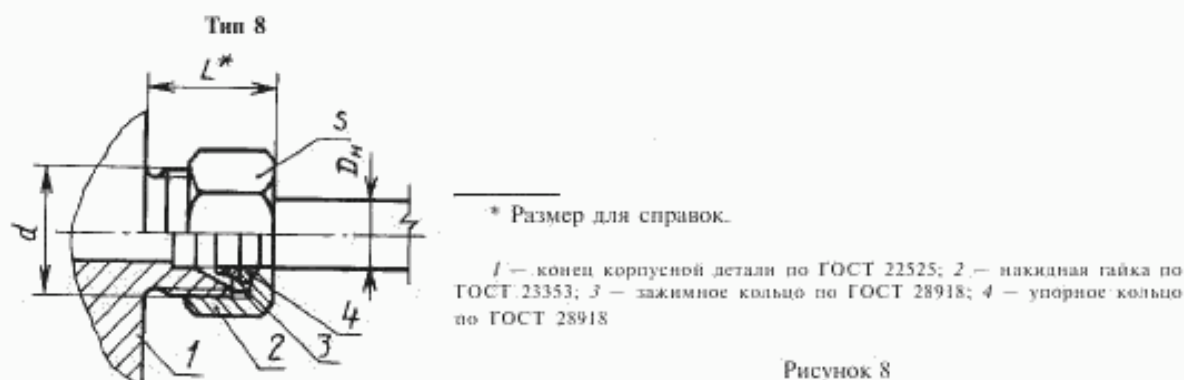 Тип 8
L*
S
Dн
d
* Размер для справок.
1 — конец корпусной детали по ГОСТ 22525; 2 — накидная гайка по
ГОСТ 23353; 3 — зажимное кольцо по ГОСТ 28918; 4 — упорное кольцо
по ГОСТ 28918
4
1
2
3
Рисунок 8